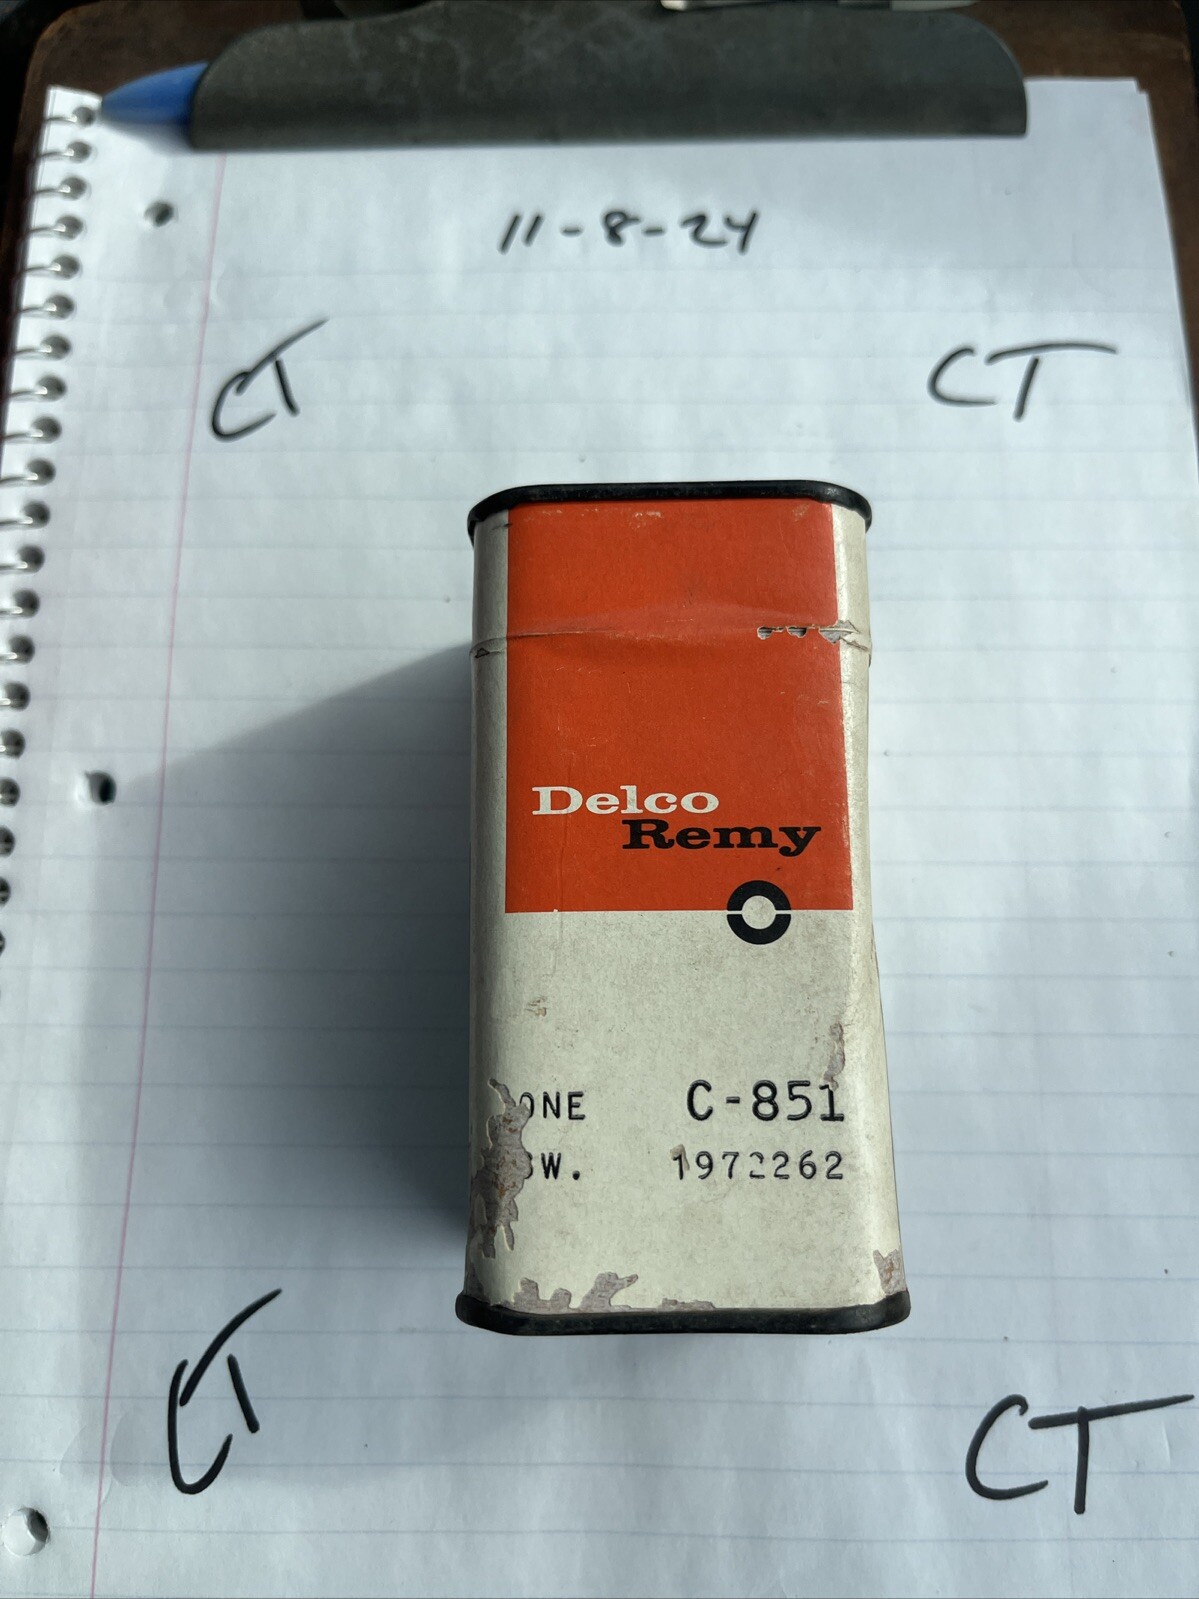 11-8-24
CT CT
Delco
Remy
ONE C-851
W. 1972262
CT CT